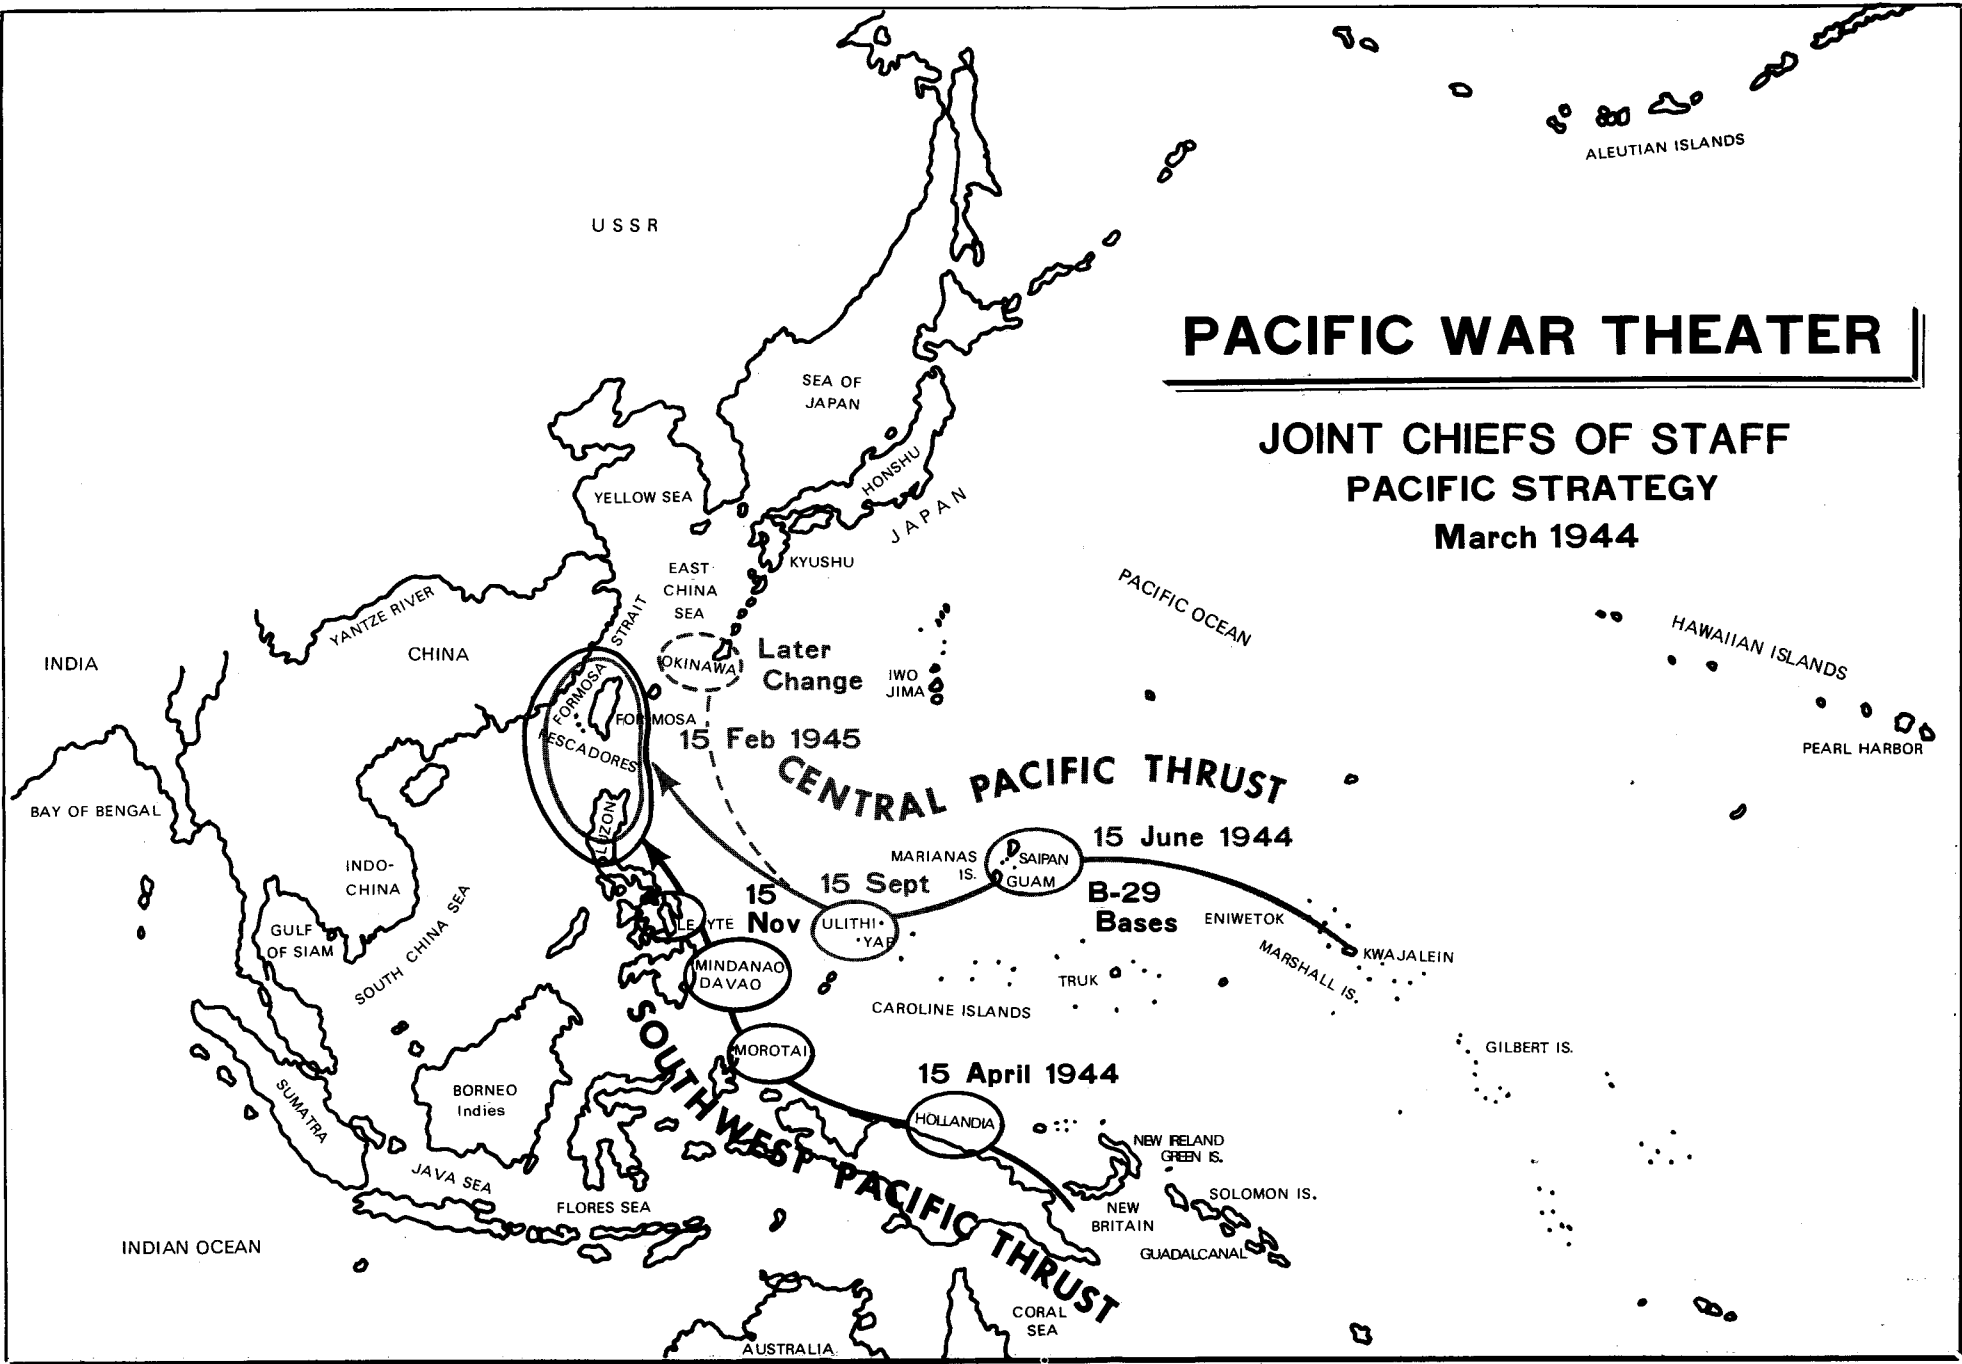 ALEUTIAN ISLANDS
USSR
PACIFIC WAR THEATER
JOINT CHIEFS OF STAFF
PACIFIC STRATEGY
March 1944
SEA OF
JAPAN
HONSHU
JAPAN
YELLOW SEA
KYUSHU
EAST
CHINA
SEA
STRAIT
FORMOSA
YANTZE RIVER
CHINA
INDIA
PACIFIC OCEAN
HAWAIIAN ISLANDS
PEARL HARBOR
OKINAWA
Later
Change
IWO
JIMA
FORMOSA
PESCADORES
15 Feb 1945
CENTRAL PACIFIC THRUST
BAY OF BENGAL
LUZON
INDO-
CHINA
GULF
OF SIAM
SOUTH CHINA SEA
MARIANAS
IS.
SAIPAN
GUAM
15 June 1944
B-29
Bases
15 Sept
15
Nov
LEYTE
ULITHI
YAP
ENIWETOK
KWAJALEIN
MARSHALL IS.
MINDANAO
DAVAO
TRUK
CAROLINE ISLANDS
MOROTAI
GILBERT IS.
15 April 1944
HOLLANDIA
SOUTHWEST PACIFIC THRUST
SUMATRA
BORNEO
Indies
JAVA SEA
FLORES SEA
NEW IRELAND
GREEN IS.
SOLOMON IS.
NEW
BRITAIN
GUADALCANAL
INDIAN OCEAN
CORAL
SEA
AUSTRALIA